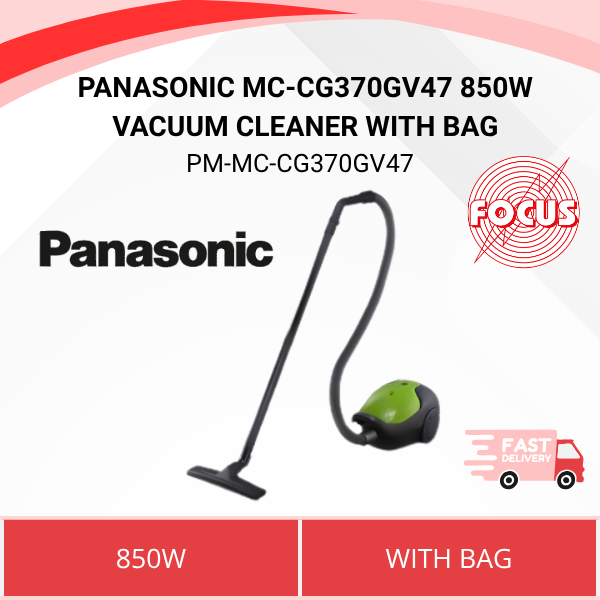 PANASONIC MC-CG370GV47 850W
VACUUM CLEANER WITH BAG
PM-MC-CG370GV47
FOCUS
Panasonic
FAST
DELIVERY
850W
WITH BAG